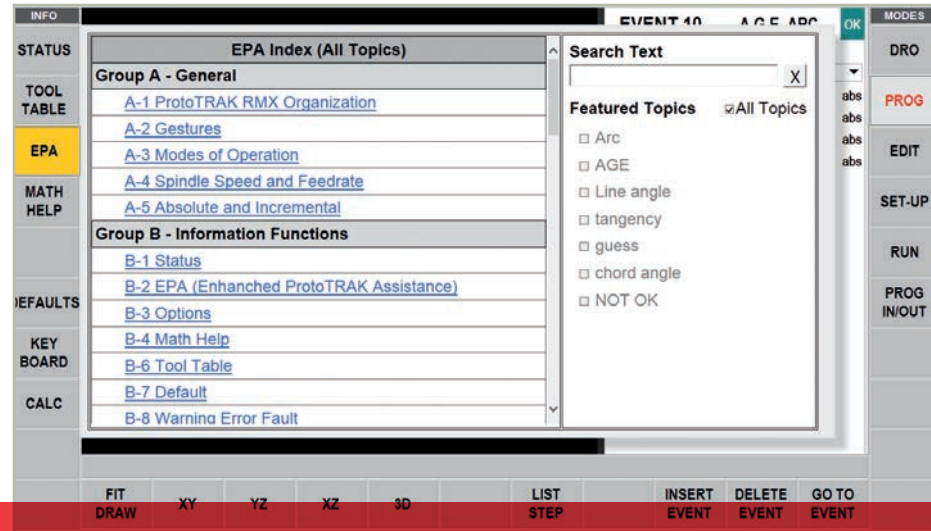 INFO
STATUS
TOOL
TABLE
EPA
MATH
HELP
DEFAULTS
KEY
BOARD
CALC
EPA Index (All Topics)
Group A - General
A-1 ProtoTRAK RMX Organization
A-2 Gestures
A-3 Modes of Operation
A-4 Spindle Speed and Feedrate
A-5 Absolute and Incremental
Group B - Information Functions
B-1 Status
B-2 EPA (Enhanched ProtoTRAK Assistance)
B-3 Options
B-4 Math Help
B-6 Tool Table
B-7 Default
B-8 Warning Error Fault
EVENT 10 A.G.E. ARC
OK
Search Text
X
Featured Topics All Topics
Arc
AGE
Line angle
tangency
guess
chord angle
NOT OK
abs
abs
abs
abs
MODES
DRO
PROG
EDIT
SET-UP
RUN
PROG
IN/OUT
FIT
DRAW
XY
YZ
XZ
3D
LIST
STEP
INSERT
EVENT
DELETE
EVENT
GO TO
EVENT